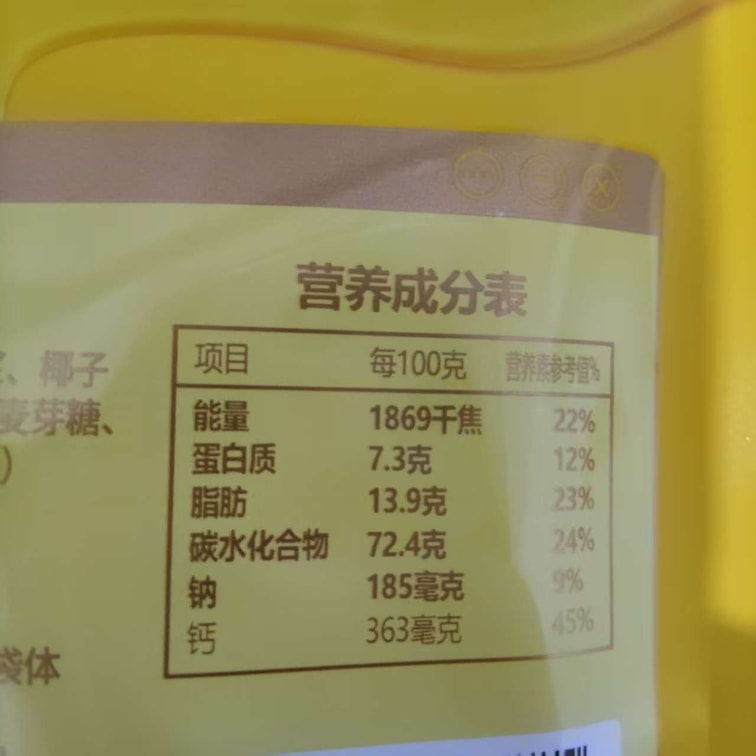 营养成分表
项目 每100克 营养素参考值%
能量 1869千焦 22%
蛋白质 7.3克 12%
脂肪 13.9克 23%
碳水化合物 72.4克 24%
钠 185毫克 9%
钙 363毫克 45%
、椰子
麦芽糖、
)
袋体